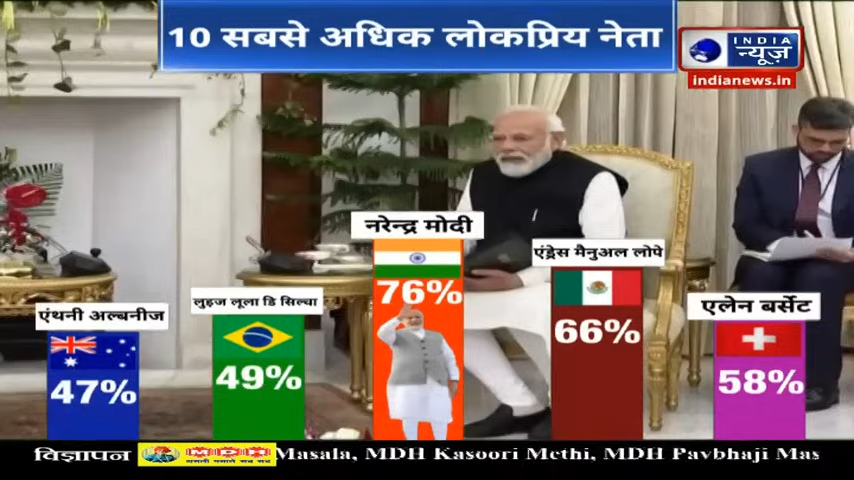 10 सबसे अधिक लोकप्रिय नेता
INDIA
न्यूज़
indianews.in
नरेन्द्र मोदी
76%
एंड्रेस मैनुअल लोपे
66%
एलेन बर्सेट
58%
लुइज लूला डि सिल्वा
49%
एंथनी अल्बनीज
47%
विज्ञापन MDH Masala, MDH Kasoori Methi, MDH Pavbhaji Mas